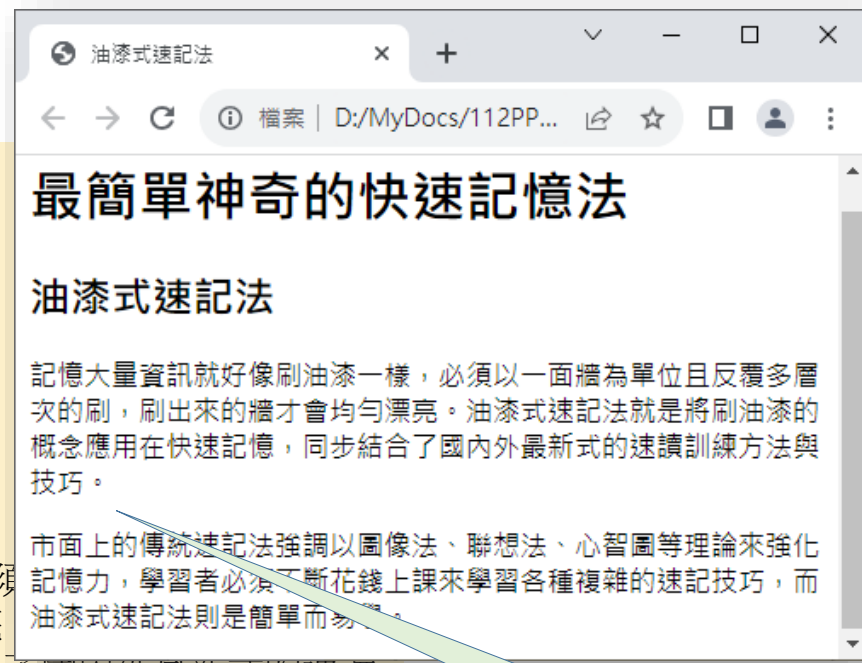 油漆式速記法
檔案 | D:/MyDocs/112PP...
最簡單神奇的快速記憶法
油漆式速記法
記憶大量資訊就好像刷油漆一樣，必須以一面牆為單位且反覆多層
次的刷，刷出來的牆才會均勻漂亮。油漆式速記法就是將刷油漆的
概念應用在快速記憶，同步結合了國內外最新式的速讀訓練方法與
技巧。
市面上的傳統速記法強調以圖像法、聯想法、心智圖等理論來強化
記憶力，學習者必須不斷花錢上課來學習各種複雜的速記技巧，而
油漆式速記法則是簡單而易學。